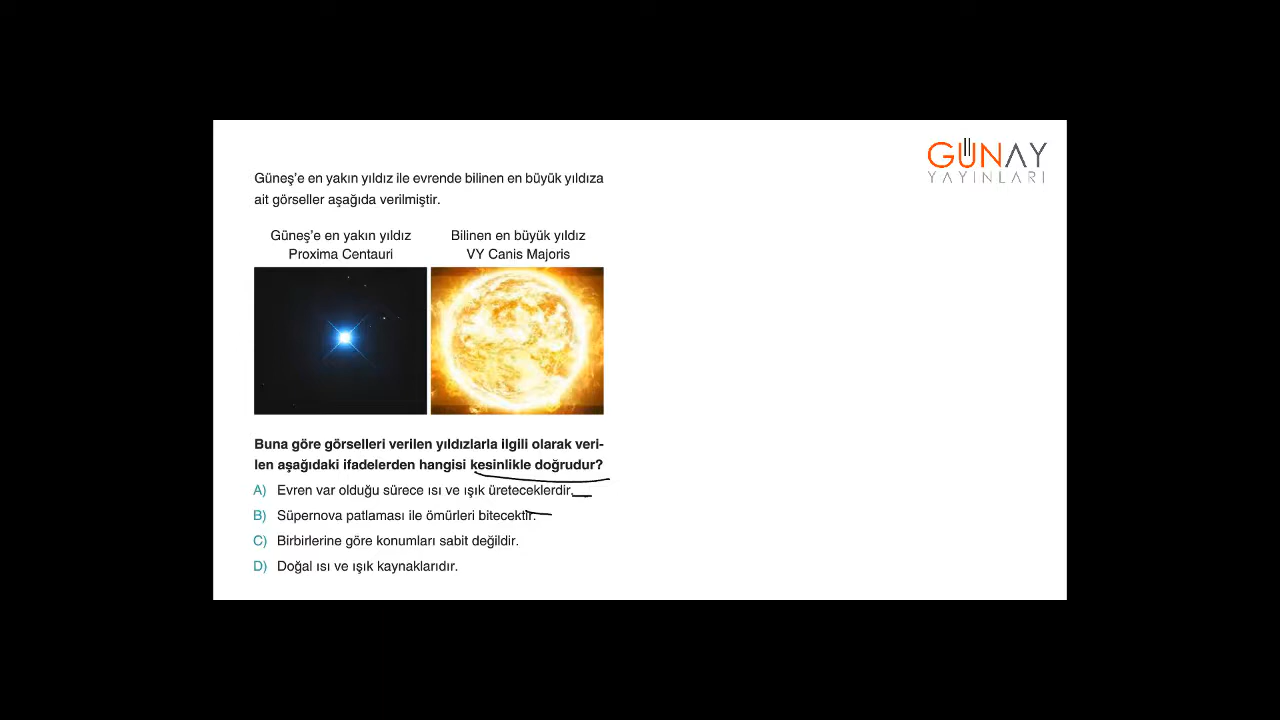 GÜNAY
YAYINLARI
Güneş'e en yakın yıldız ile evrende bilinen en büyük yıldıza
ait görseller aşağıda verilmiştir.
Güneş'e en yakın yıldız
Proxima Centauri
Bilinen en büyük yıldız
VY Canis Majoris
Buna göre görselleri verilen yıldızlarla ilgili olarak veri-
len aşağıdaki ifadelerden hangisi kesinlikle doğrudur?
A) Evren var olduğu sürece ısı ve ışık üreteceklerdir.
B) Süpernova patlaması ile ömürleri bitecektir.
C) Birbirlerine göre konumları sabit değildir.
D) Doğal ısı ve ışık kaynaklarıdır.